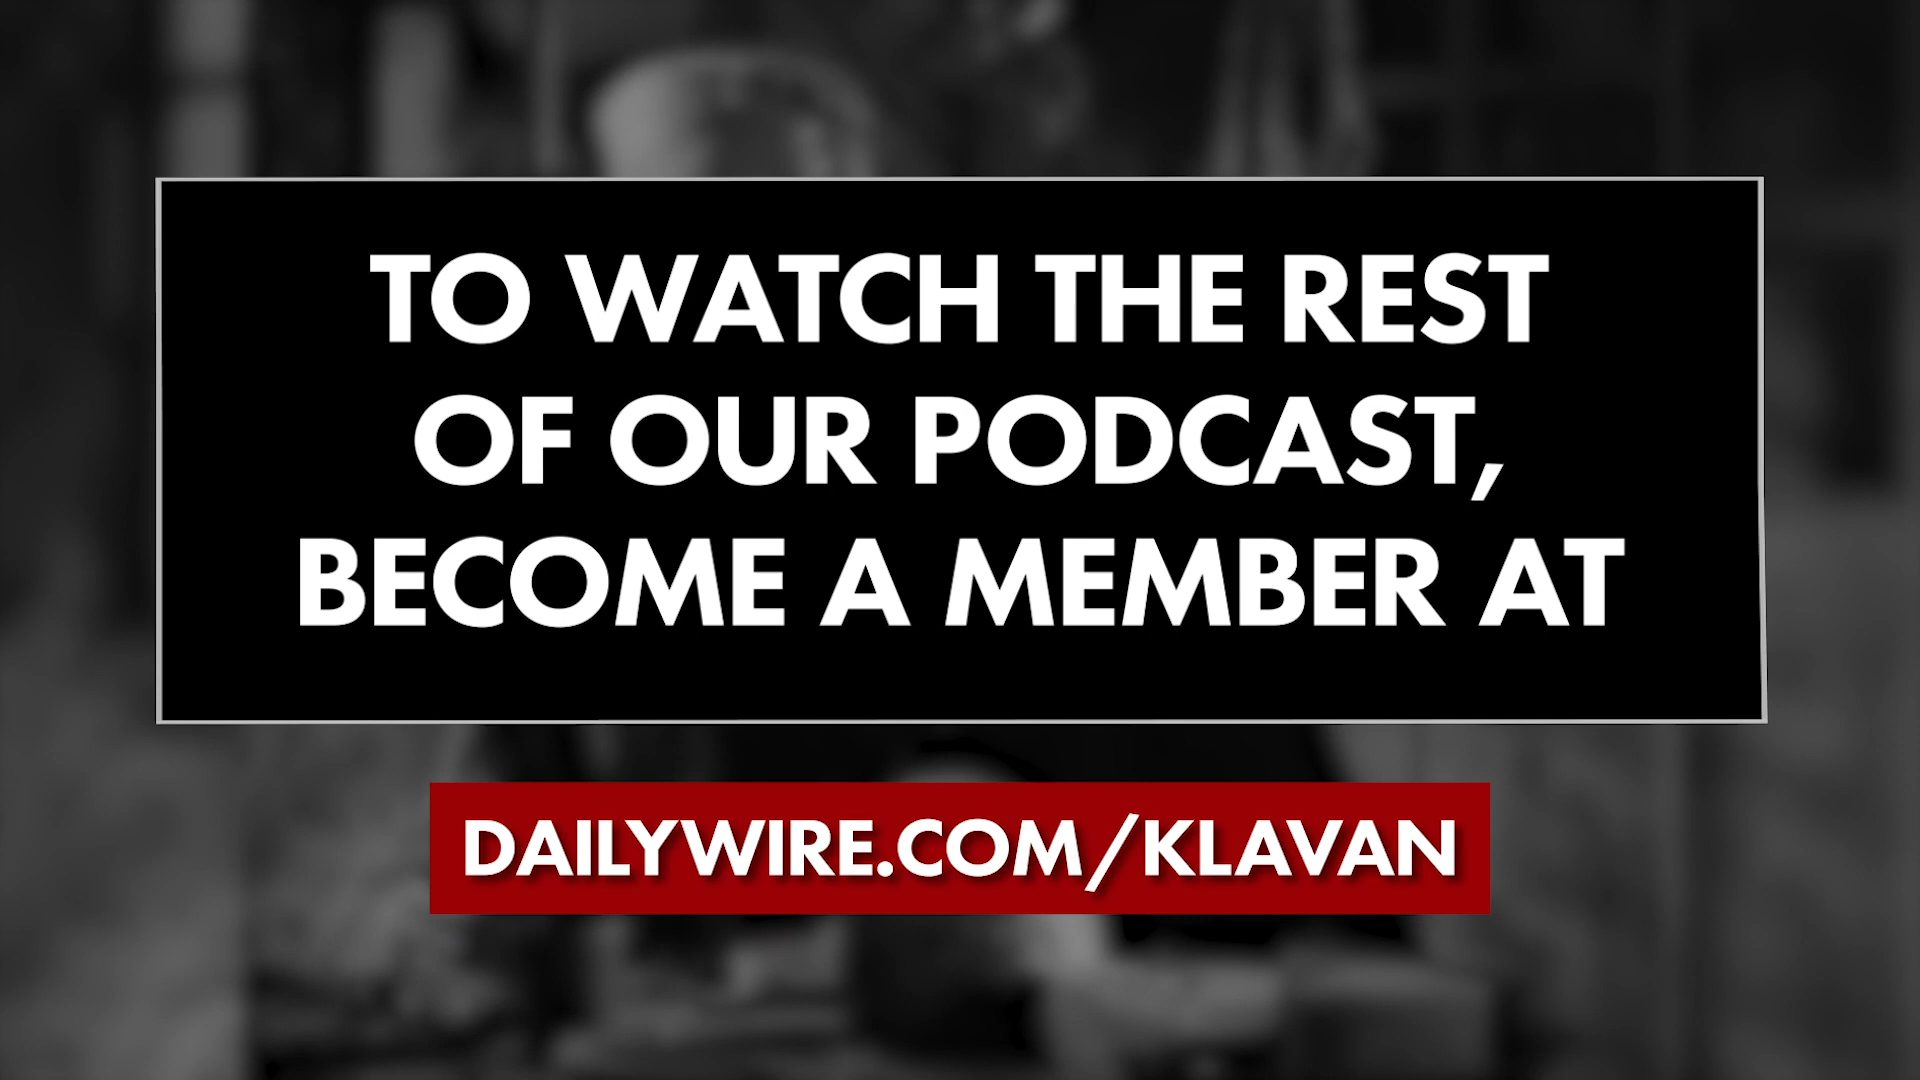 TO WATCH THE REST
OF OUR PODCAST,
BECOME A MEMBER AT
DAILYWIRE.COM/KLAVAN